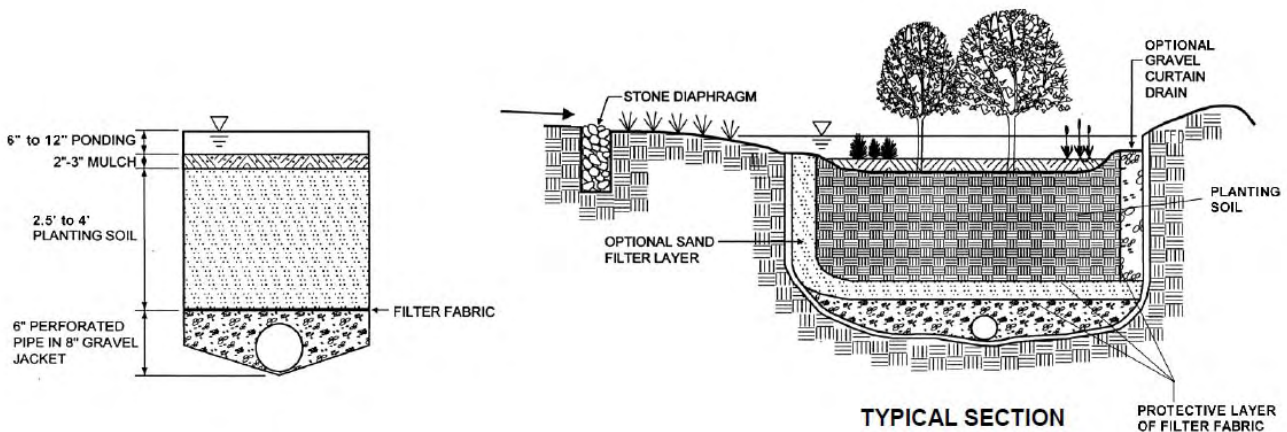 6" to 12" PONDING
2"-3" MULCH
2.5' to 4'
PLANTING SOIL
6" PERFORATED
PIPE IN 8" GRAVEL
JACKET
FILTER FABRIC
STONE DIAPHRAGM
OPTIONAL SAND
FILTER LAYER
OPTIONAL
GRAVEL
CURTAIN
DRAIN
PLANTING
SOIL
TYPICAL SECTION
PROTECTIVE LAYER
OF FILTER FABRIC